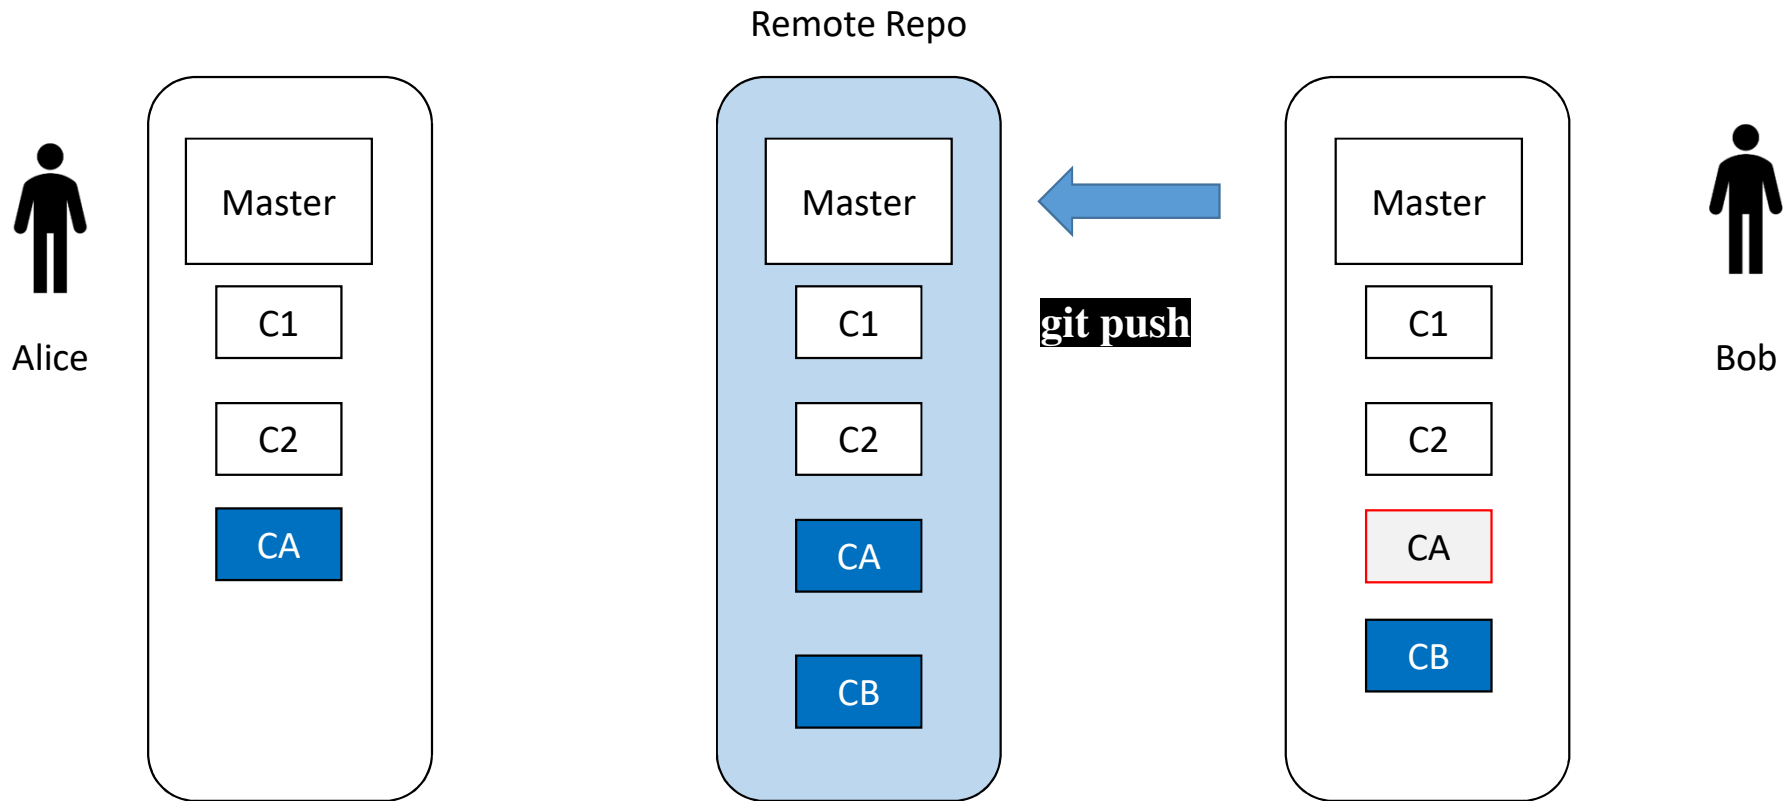 Remote Repo
Alice
Master
C1
C2
CA
Master
C1
C2
CA
CB
git push
Master
C1
C2
CA
CB
Bob